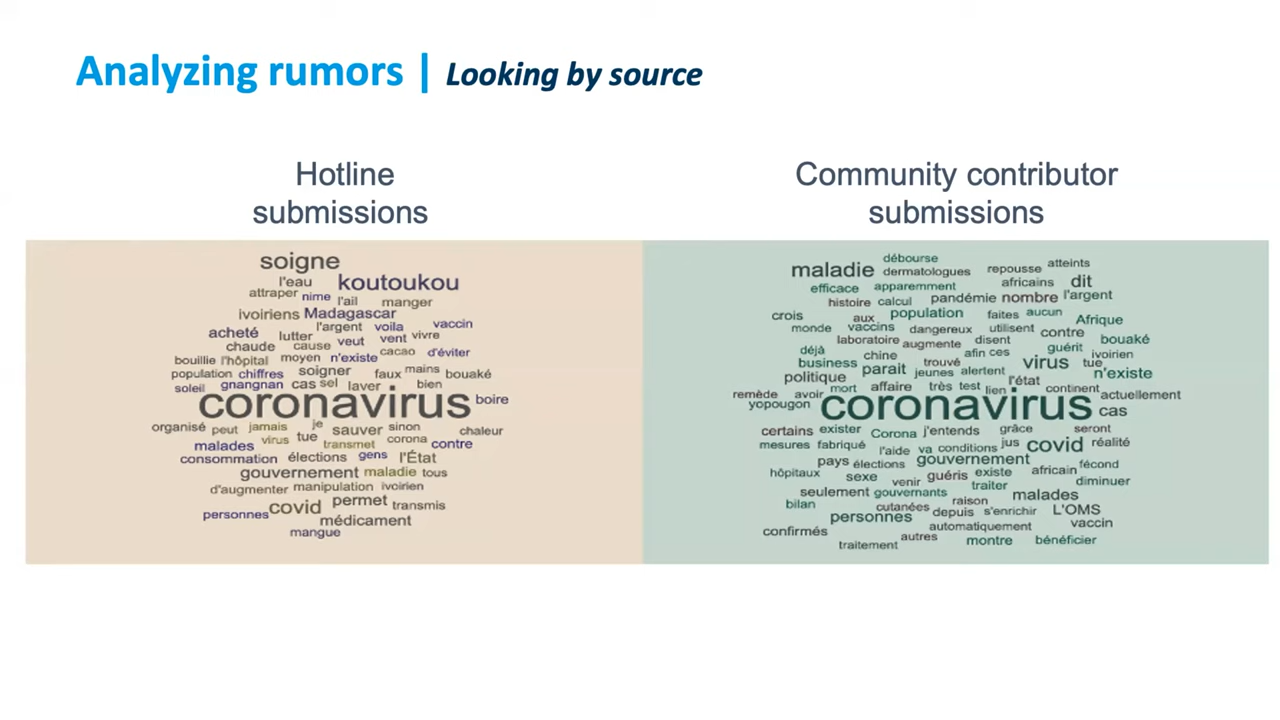 Analyzing rumors | Looking by source
Hotline
submissions
soigne
l'eau koutoukou
attraper nime l'ail manger
ivoiriens Madagascar
l'argent voila vaccin
acheté lutter vent vivre
chaude cause veut cacao d'éviter
bouillie l'hôpital moyen n'existe
population chiffres soigner faux mains bouaké
soleil gnangnan cas sel laver bien
coronavirus boire
organisé peut jamais je sauver sinon chaleur
virus tue transmet corona contre
malades
consommation élections gens l'État
gouvernement maladie tous
d'augmenter manipulation ivoirien
covid permet transmis
personnes médicament
mangue
Community contributor
submissions
débourse
maladie dermatologues repousse atteints
efficace apparemment africains dit
histoire calcul pandémie nombre l'argent
crois aux population faites aucun Afrique
monde vaccins dangereux utilisent contre
laboratoire augmente disent guérit bouaké
déjà chine trouvé afin ces ivoirien
business parait jeunes alertent virus tue n'existe
politique mort affaire très test lien l'état continent
remède avoir actuellement
yopougon coronavirus cas
certains exister Corona j'entends grâce seront
mesures fabriqué l'aide va conditions jus covid réalité
pays élections gouvernement
hôpitaux sexe venir guéris existe africain fécond
traiter diminuer
seulement gouvernants raison malades
bilan cutanées depuis s'enrichir L'OMS
personnes automatiquement vaccin
confirmés autres montre bénéficier
traitement